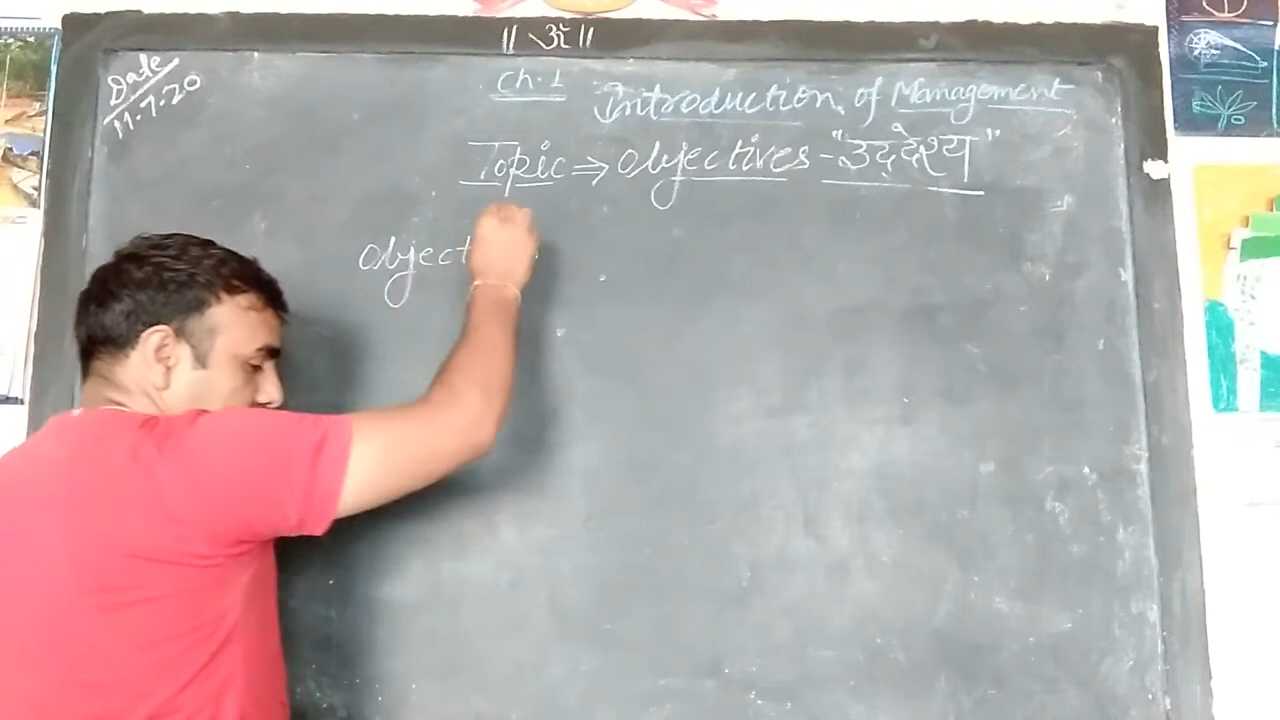 || ॐ ||
Date
11.7.20
Ch.1 Introduction of Management
Topic ⇒ Objectives - "उद्देश्य"
Object